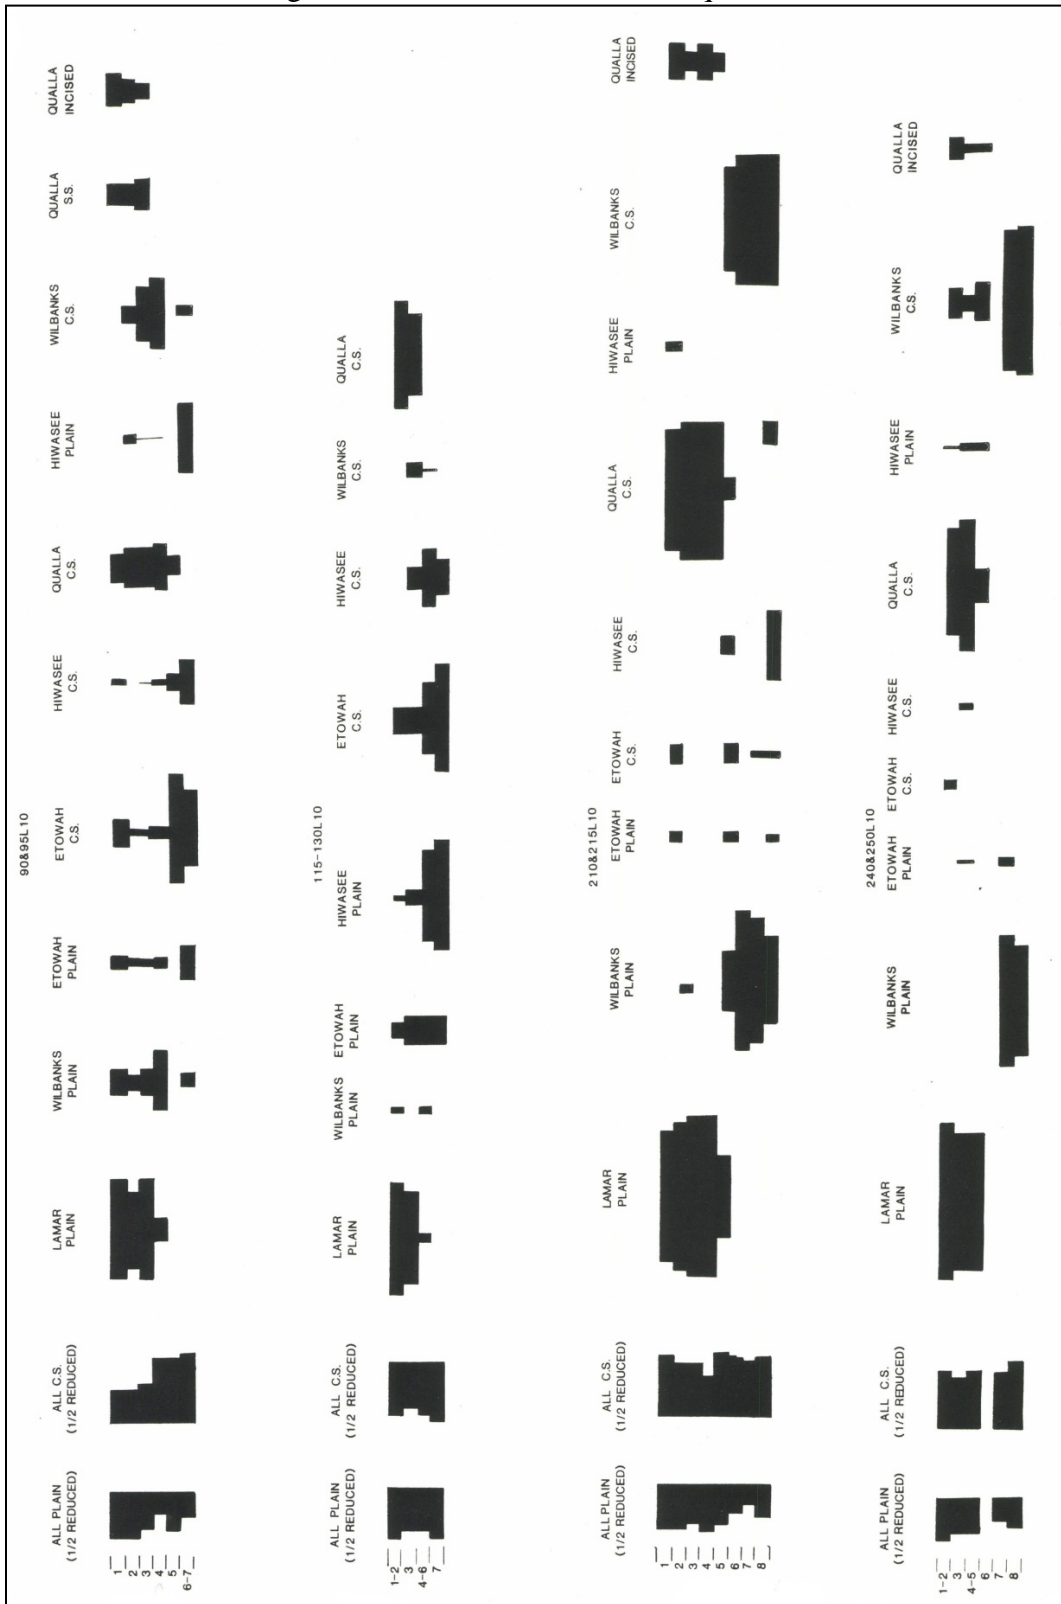 90&95L10
ALL PLAIN
(1/2 REDUCED)
ALL C.S.
(1/2 REDUCED)
LAMAR
PLAIN
WILBANKS
PLAIN
ETOWAH
PLAIN
ETOWAH
C.S.
HIWASEE
C.S.
QUALLA
C.S.
HIWASEE
PLAIN
WILBANKS
C.S.
QUALLA
S.S.
QUALLA
INCISED
1
2
3
4
5
6-7
115-130L10
ALL PLAIN
(1/2 REDUCED)
ALL C.S.
(1/2 REDUCED)
LAMAR
PLAIN
WILBANKS
PLAIN
ETOWAH
PLAIN
HIWASEE
PLAIN
ETOWAH
C.S.
HIWASEE
C.S.
WILBANKS
C.S.
QUALLA
C.S.
1-2
3
4-6
7
210&215L10
ALL PLAIN
(1/2 REDUCED)
ALL C.S.
(1/2 REDUCED)
LAMAR
PLAIN
WILBANKS
PLAIN
ETOWAH
PLAIN
ETOWAH
C.S.
HIWASEE
C.S.
QUALLA
C.S.
HIWASEE
PLAIN
WILBANKS
C.S.
QUALLA
INCISED
1
2
3
4
5
6
7
8
240&250L10
ALL PLAIN
(1/2 REDUCED)
ALL C.S.
(1/2 REDUCED)
LAMAR
PLAIN
WILBANKS
PLAIN
ETOWAH
PLAIN
ETOWAH
C.S.
HIWASEE
C.S.
QUALLA
C.S.
HIWASEE
PLAIN
WILBANKS
C.S.
QUALLA
INCISED
1-2
3
4-5
6
7
8